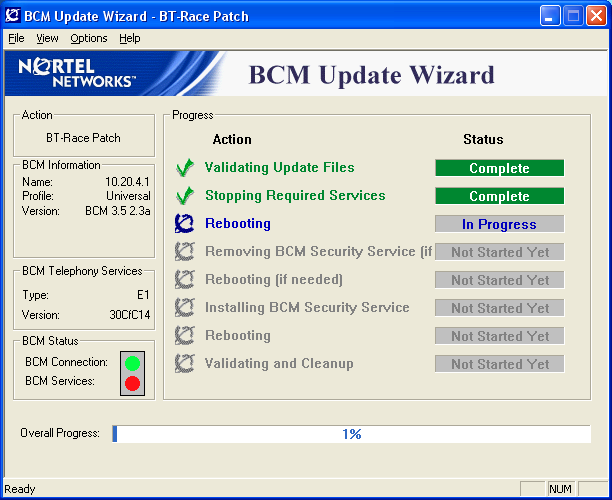 BCM Update Wizard - BT-Race Patch
File View Options Help
NORTEL
NETWORKS™
BCM Update Wizard
Action
BT-Race Patch
BCM Information
Name: 10.20.4.1
Profile: Universal
Version: BCM 3.5 2.3a
BCM Telephony Services
Type: E1
Version: 30CfC14
BCM Status
BCM Connection:
BCM Services:
Progress
Action Status
Validating Update Files Complete
Stopping Required Services Complete
Rebooting In Progress
Removing BCM Security Service (if Not Started Yet
Rebooting (if needed) Not Started Yet
Installing BCM Security Service Not Started Yet
Rebooting Not Started Yet
Validating and Cleanup Not Started Yet
Overall Progress: 1%
Ready NUM